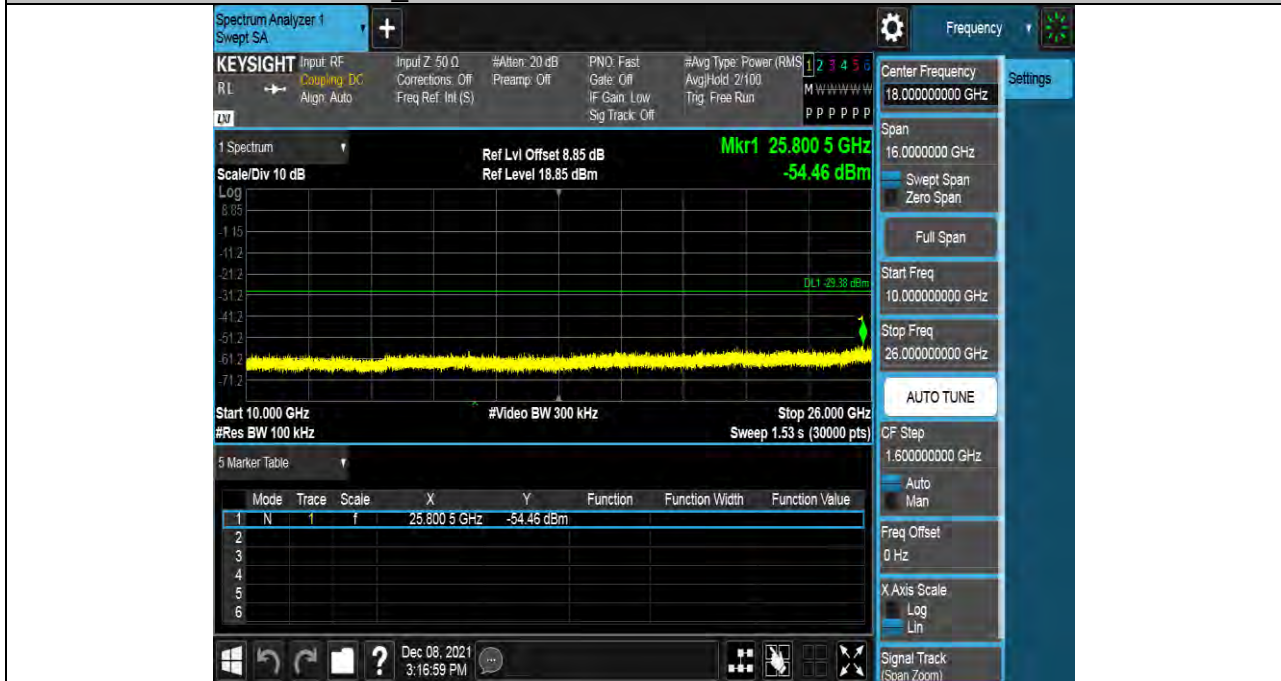 Spectrum Analyzer 1
Swept SA
+
Frequency
KEYSIGHT Input: RF Input Z: 50 Ω #Atten: 20 dB PNO: Fast #Avg Type: Power (RMS 1 2 3 4 5 6
RL Coupling: DC Corrections: Off Preamp: Off Gate: Off Avg|Hold: 2/100 M W W W W W
Align: Auto Freq Ref: Int (S) IF Gain: Low Trig: Free Run
LXI Sig Track: Off P P P P P P
Center Frequency
18.000000000 GHz
Settings
Span
16.0000000 GHz
Swept Span
Zero Span
Full Span
Start Freq
10.000000000 GHz
Stop Freq
26.000000000 GHz
AUTO TUNE
CF Step
1.600000000 GHz
Auto
Man
Freq Offset
0 Hz
X Axis Scale
Log
Lin
Signal Track
(Span Zoom)
1 Spectrum
Ref Lvl Offset 8.85 dB
Mkr1 25.800 5 GHz
Scale/Div 10 dB
Ref Level 18.85 dBm
-54.46 dBm
Log
8.85
-1.15
-11.2
-21.2
DL1 -29.38 dBm
-31.2
-41.2
1
-51.2
-61.2
-71.2
Start 10.000 GHz #Video BW 300 kHz Stop 26.000 GHz
#Res BW 100 kHz Sweep 1.53 s (30000 pts)
5 Marker Table
Mode Trace Scale X Y Function Function Width Function Value
1 N 1 f 25.800 5 GHz -54.46 dBm
2
3
4
5
6
?
Dec 08, 2021
3:16:59 PM